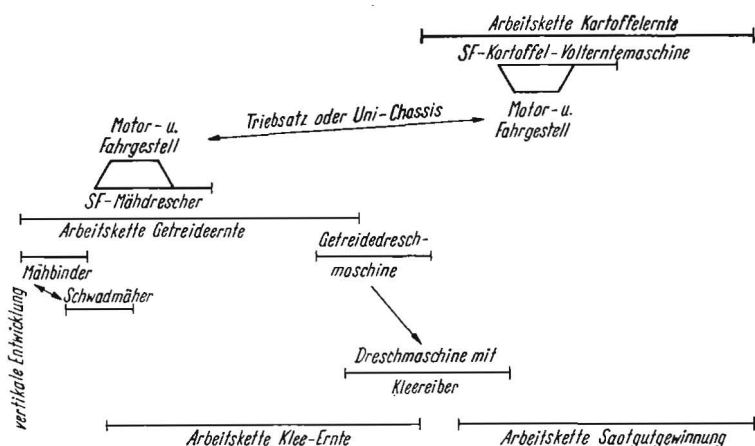 Arbeitskette Kartoffelernte
SF-Kartoffel-Vollerntemaschine
Motor- u.
Fahrgestell
Triebsatz oder Uni-Chassis
Motor- u.
Fahrgestell
SF-Mähdrescher
Arbeitskette Getreideernte
Getreidedresch-
maschine
Mähbinder
Schwadmäher
vertikale Entwicklung
Dreschmaschine mit
Kleereiber
Arbeitskette Klee-Ernte
Arbeitskette Saatgutgewinnung